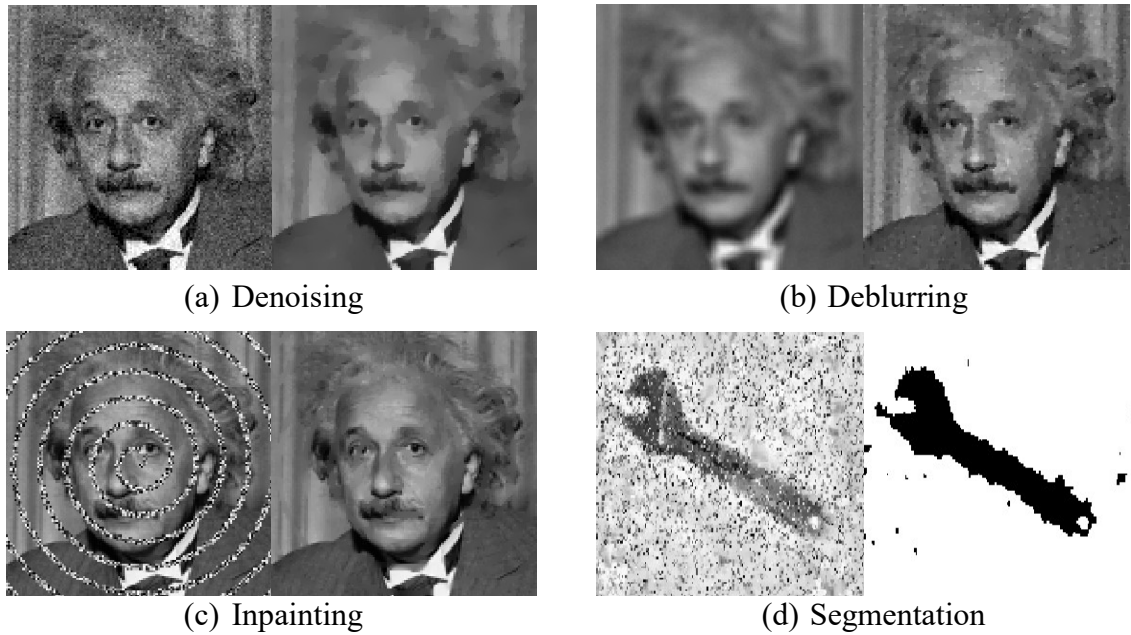 (a) Denoising
(b) Deblurring
(c) Inpainting
(d) Segmentation